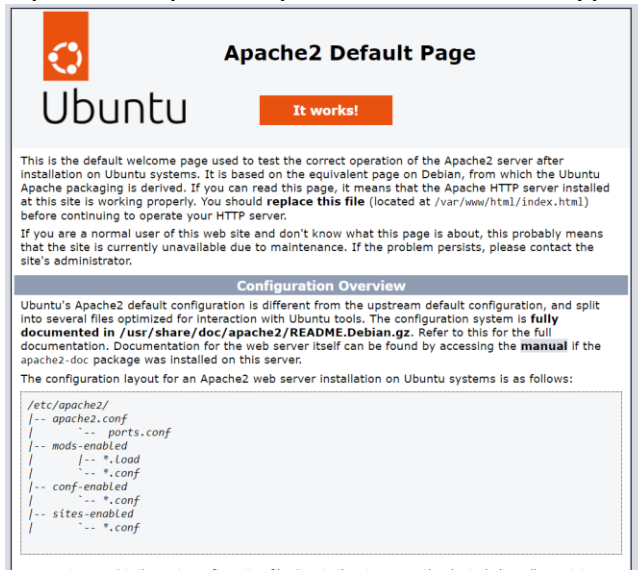 Apache2 Default Page
Ubuntu
It works!
This is the default welcome page used to test the correct operation of the Apache2 server after
installation on Ubuntu systems. It is based on the equivalent page on Debian, from which the Ubuntu
Apache packaging is derived. If you can read this page, it means that the Apache HTTP server installed
at this site is working properly. You should replace this file (located at /var/www/html/index.html)
before continuing to operate your HTTP server.
If you are a normal user of this web site and don't know what this page is about, this probably means
that the site is currently unavailable due to maintenance. If the problem persists, please contact the
site's administrator.
Configuration Overview
Ubuntu's Apache2 default configuration is different from the upstream default configuration, and split
into several files optimized for interaction with Ubuntu tools. The configuration system is fully
documented in /usr/share/doc/apache2/README.Debian.gz. Refer to this for the full
documentation. Documentation for the web server itself can be found by accessing the manual if the
apache2-doc package was installed on this server.
The configuration layout for an Apache2 web server installation on Ubuntu systems is as follows:
/etc/apache2/
|-- apache2.conf
|       `--  ports.conf
|-- mods-enabled
|       |-- *.load
|       `-- *.conf
|-- conf-enabled
|       `-- *.conf
|-- sites-enabled
|       `-- *.conf